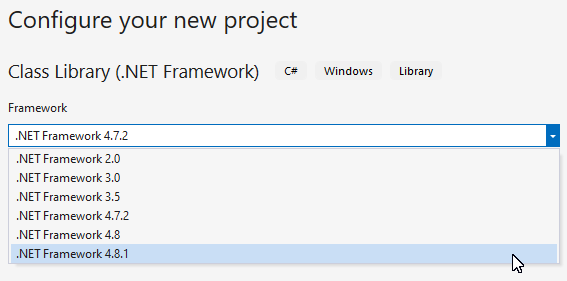 Configure your new project
Class Library (.NET Framework) C# Windows Library
Framework
.NET Framework 4.7.2
.NET Framework 2.0
.NET Framework 3.0
.NET Framework 3.5
.NET Framework 4.7.2
.NET Framework 4.8
.NET Framework 4.8.1